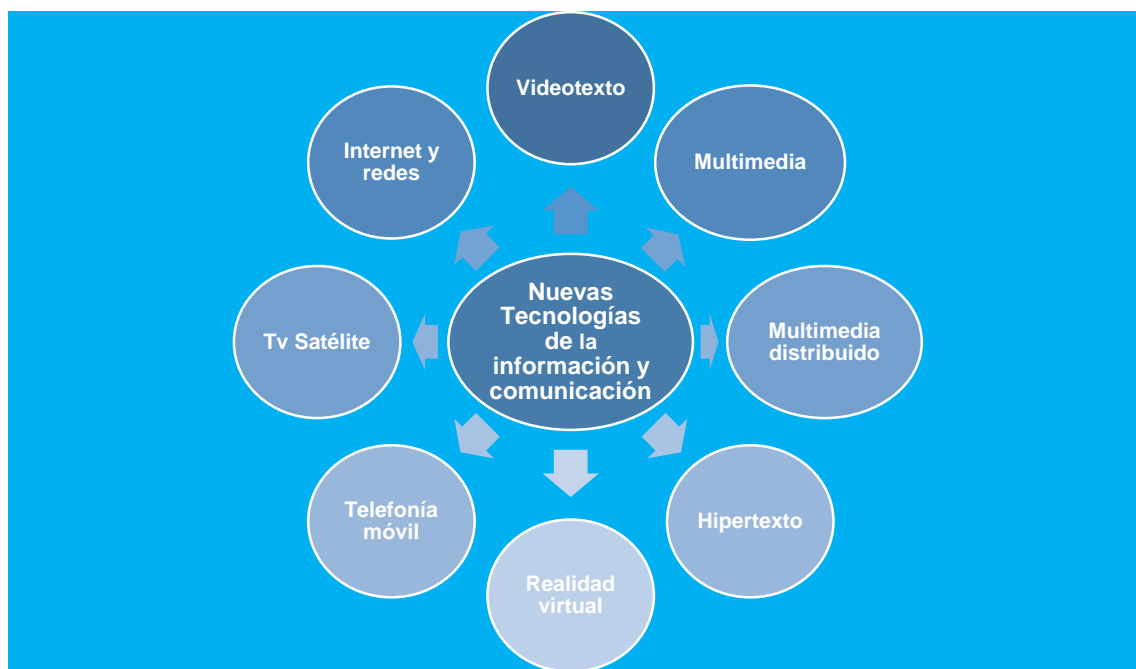 Videotexto
Multimedia
Multimedia
distribuido
Hipertexto
Realidad
virtual
Telefonía
móvil
Tv Satélite
Internet y
redes
Nuevas
Tecnologías
de la
información y
comunicación